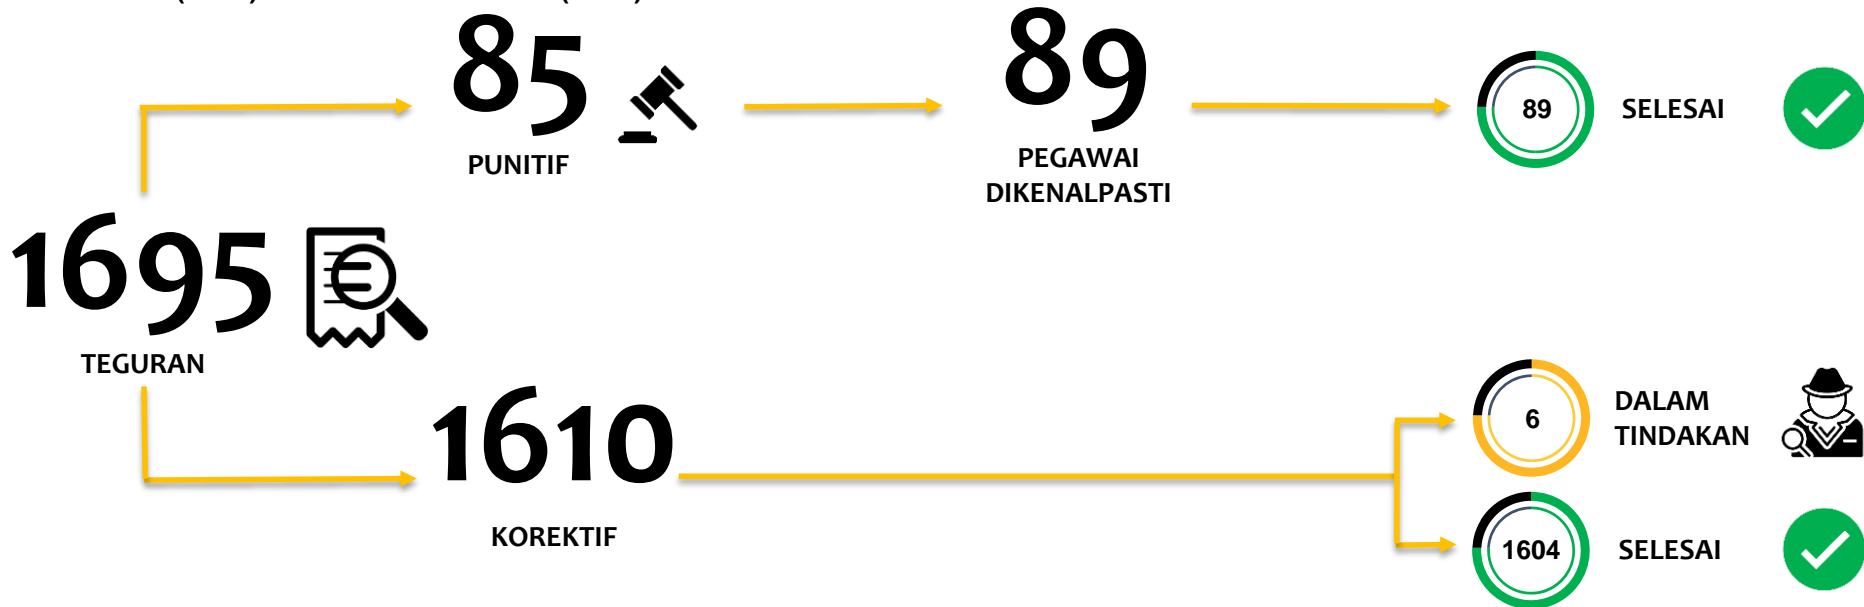 85
PUNITIF
89
PEGAWAI
DIKENALPASTI
89
SELESAI
1695
TEGURAN
1610
KOREKTIF
6
DALAM
TINDAKAN
1604
SELESAI